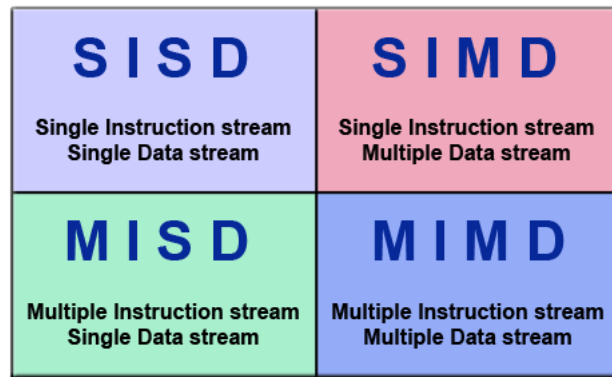 S I S D
Single Instruction stream
Single Data stream
S I M D
Single Instruction stream
Multiple Data stream
M I S D
Multiple Instruction stream
Single Data stream
M I M D
Multiple Instruction stream
Multiple Data stream